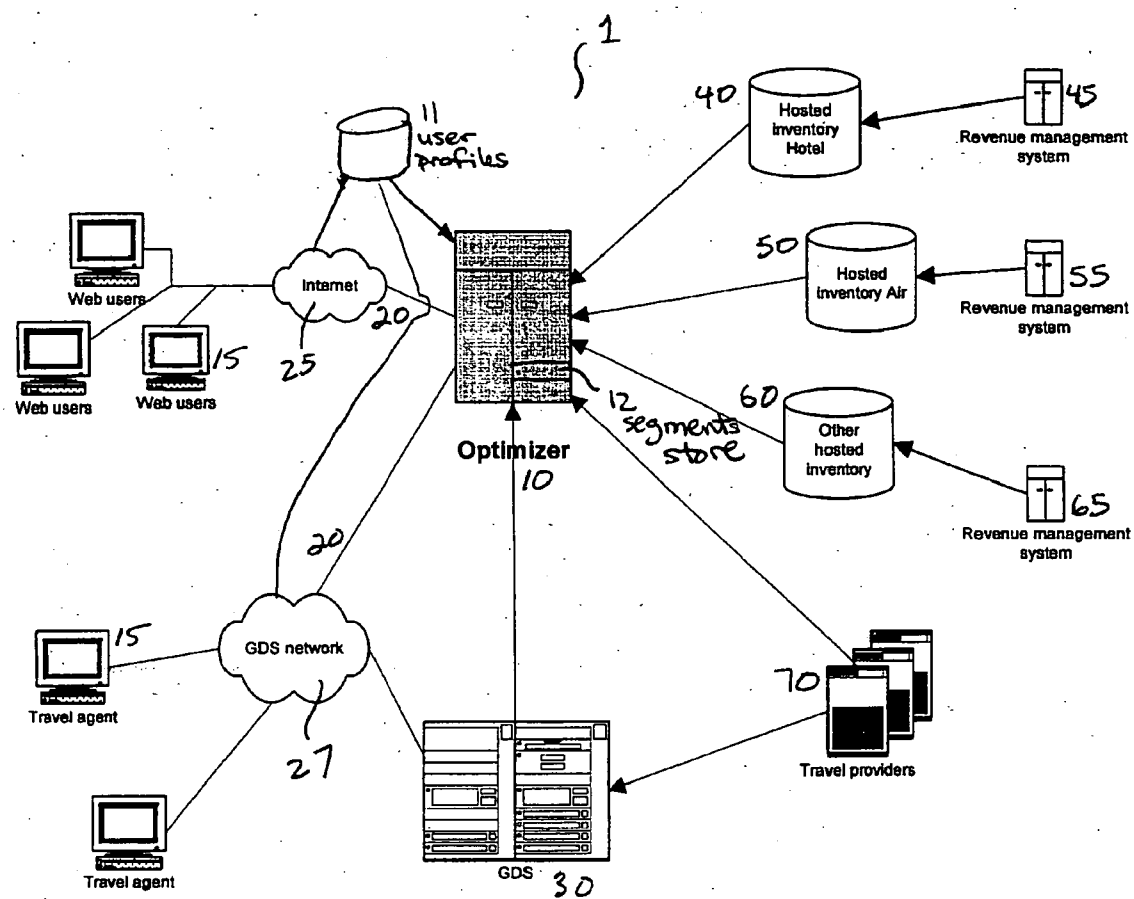 1
40
Hosted
inventory
Hotel
45
Revenue management
system
11
user
profiles
Web users
Internet
20
25
Web users
15
Web users
50
Hosted
inventory Air
55
Revenue management
system
12
segments
store
Optimizer
10
60
Other
hosted
inventory
65
Revenue management
system
20
15
Travel agent
GDS network
27
70
Travel providers
Travel agent
GDS
30